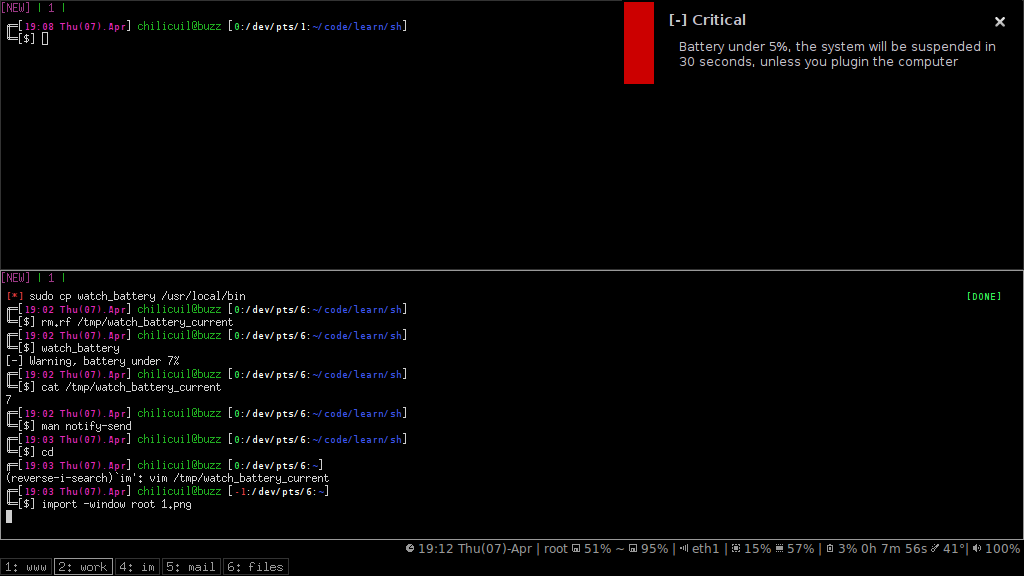 [NEW] | 1 |
[19:08 Thu(07).Apr] chilicuil@buzz [0:/dev/pts/1:~/code/learn/sh]
[$]
[-] Critical
Battery under 5%, the system will be suspended in
30 seconds, unless you plugin the computer
[NEW] | 1 |
[*] sudo cp watch_battery /usr/local/bin [DONE]
[19:02 Thu(07).Apr] chilicuil@buzz [0:/dev/pts/6:~/code/learn/sh]
[$] rm.rf /tmp/watch_battery_current
[19:02 Thu(07).Apr] chilicuil@buzz [0:/dev/pts/6:~/code/learn/sh]
[$] watch_battery
[-] Warning, battery under 7%
[19:02 Thu(07).Apr] chilicuil@buzz [0:/dev/pts/6:~/code/learn/sh]
[$] cat /tmp/watch_battery_current
7
[19:02 Thu(07).Apr] chilicuil@buzz [0:/dev/pts/6:~/code/learn/sh]
[$] man notify-send
[19:03 Thu(07).Apr] chilicuil@buzz [0:/dev/pts/6:~/code/learn/sh]
[$] cd
[19:03 Thu(07).Apr] chilicuil@buzz [0:/dev/pts/6:~]
(reverse-i-search)`im': vim /tmp/watch_battery_current
[19:03 Thu(07).Apr] chilicuil@buzz [-1:/dev/pts/6:~]
[$] import -window root 1.png
19:12 Thu(07)-Apr | root 51% ~ 95% | eth1 | 15% 57% | 3% 0h 7m 56s 41°| 100%
1: www 2: work 4: im 5: mail 6: files